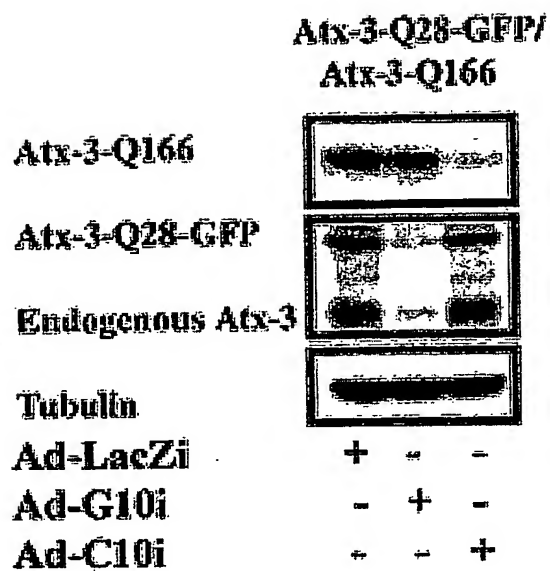 Atx-3-Q28-GFP/
Atx-3-Q166
Atx-3-Q166
Atx-3-Q28-GFP
Endogenous Atx-3
Tubulin
Ad-LacZi + - -
Ad-G10i - + -
Ad-C10i - - +